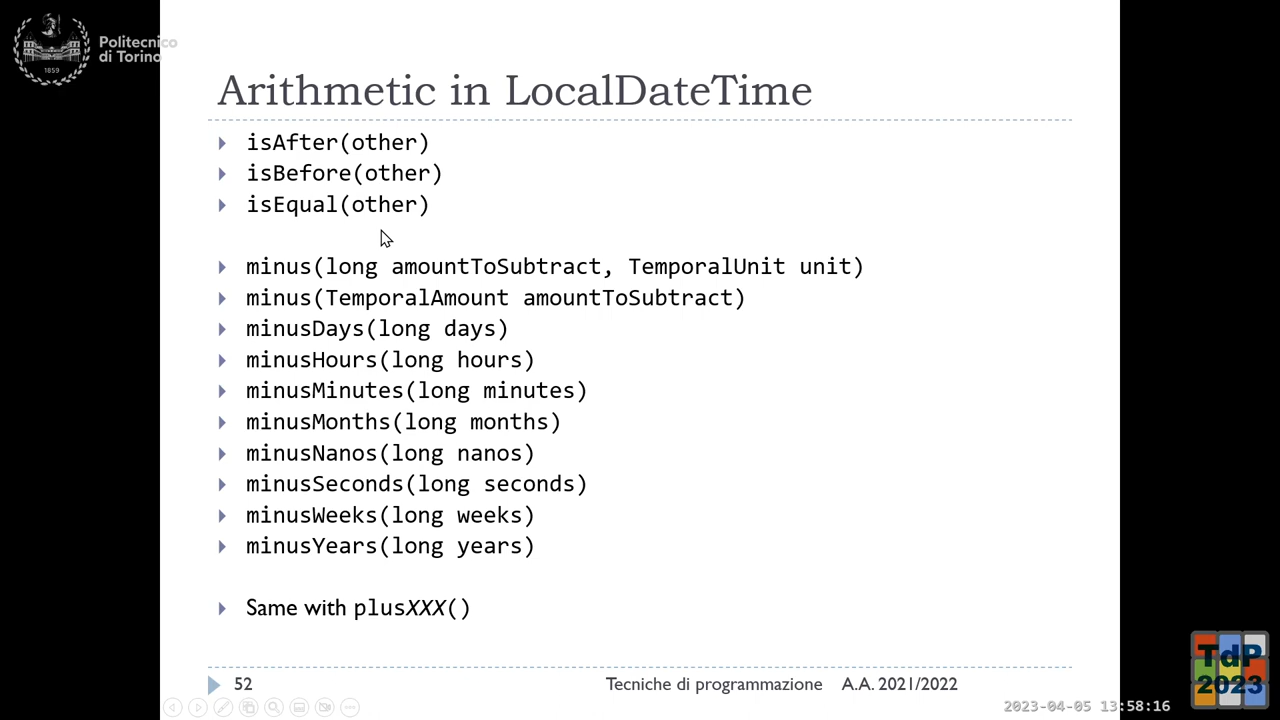 Politecnico
di Torino
1859
Arithmetic in LocalDateTime
isAfter(other)
isBefore(other)
isEqual(other)
minus(long amountToSubtract, TemporalUnit unit)
minus(TemporalAmount amountToSubtract)
minusDays(long days)
minusHours(long hours)
minusMinutes(long minutes)
minusMonths(long months)
minusNanos(long nanos)
minusSeconds(long seconds)
minusWeeks(long weeks)
minusYears(long years)
Same with plusXXX()
52 Tecniche di programmazione A.A. 2021/2022
TdP
2023
2023-04-05 13:58:16